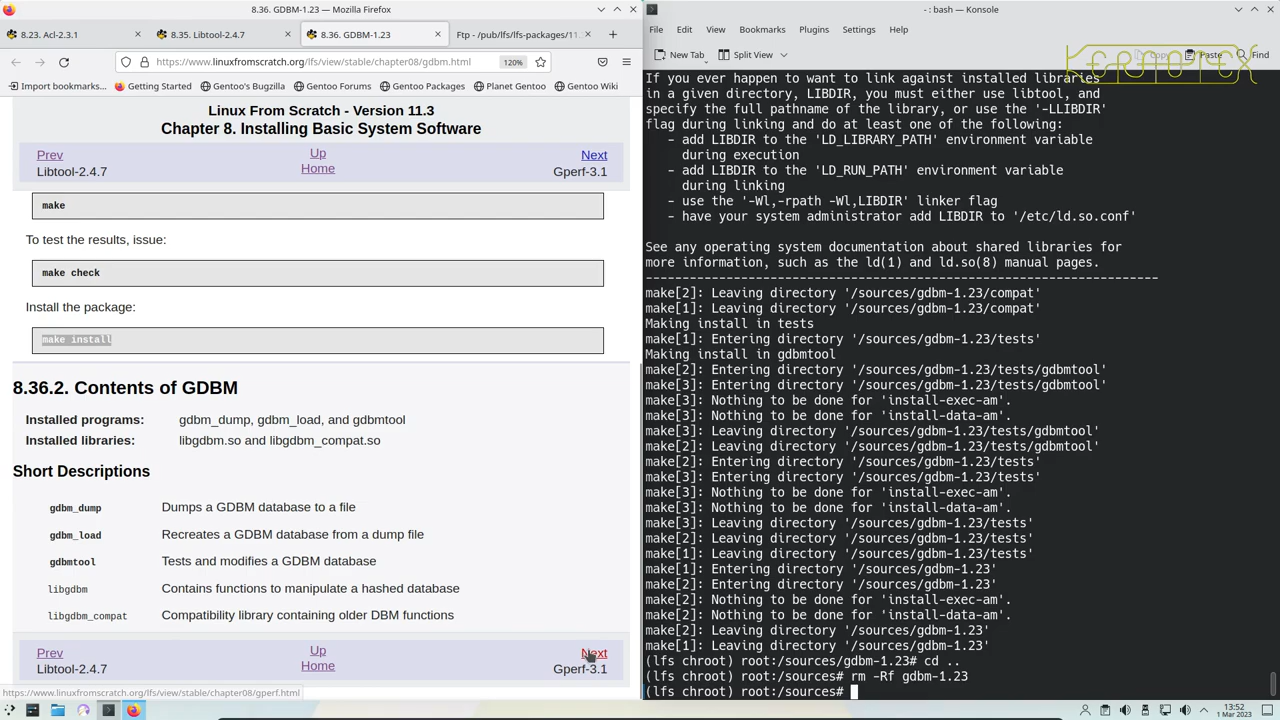 8.36. GDBM-1.23 — Mozilla Firefox
8.23. Acl-2.3.1
8.35. Libtool-2.4.7
8.36. GDBM-1.23
Ftp - /pub/lfs/lfs-packages/11.
https://www.linuxfromscratch.org/lfs/view/stable/chapter08/gdbm.html
120%
Import bookmarks...
Getting Started
Gentoo's Bugzilla
Gentoo Forums
Gentoo Packages
Planet Gentoo
Gentoo Wiki
Linux From Scratch - Version 11.3
Chapter 8. Installing Basic System Software
Prev
Up
Next
Libtool-2.4.7
Home
Gperf-3.1
make
To test the results, issue:
make check
Install the package:
make install
8.36.2. Contents of GDBM
Installed programs: gdbm_dump, gdbm_load, and gdbmtool
Installed libraries: libgdbm.so and libgdbm_compat.so
Short Descriptions
gdbm_dump Dumps a GDBM database to a file
gdbm_load Recreates a GDBM database from a dump file
gdbmtool Tests and modifies a GDBM database
libgdbm Contains functions to manipulate a hashed database
libgdbm_compat Compatibility library containing older DBM functions
Prev
Up
Next
Libtool-2.4.7
Home
Gperf-3.1
https://www.linuxfromscratch.org/lfs/view/stable/chapter08/gperf.html
- : bash — Konsole
File Edit View Bookmarks Plugins Settings Help
New Tab
Split View
Copy
Paste
Find
KERNOTEX
If you ever happen to want to link against installed libraries
in a given directory, LIBDIR, you must either use libtool, and
specify the full pathname of the library, or use the '-LLIBDIR'
flag during linking and do at least one of the following:
- add LIBDIR to the 'LD_LIBRARY_PATH' environment variable
during execution
- add LIBDIR to the 'LD_RUN_PATH' environment variable
during linking
- use the '-Wl,-rpath -Wl,LIBDIR' linker flag
- have your system administrator add LIBDIR to '/etc/ld.so.conf'
See any operating system documentation about shared libraries for
more information, such as the ld(1) and ld.so(8) manual pages.
----------------------------------------------------------------------
make[2]: Leaving directory '/sources/gdbm-1.23/compat'
make[1]: Leaving directory '/sources/gdbm-1.23/compat'
Making install in tests
make[1]: Entering directory '/sources/gdbm-1.23/tests'
Making install in gdbmtool
make[2]: Entering directory '/sources/gdbm-1.23/tests/gdbmtool'
make[3]: Entering directory '/sources/gdbm-1.23/tests/gdbmtool'
make[3]: Nothing to be done for 'install-exec-am'.
make[3]: Nothing to be done for 'install-data-am'.
make[3]: Leaving directory '/sources/gdbm-1.23/tests/gdbmtool'
make[2]: Leaving directory '/sources/gdbm-1.23/tests/gdbmtool'
make[2]: Entering directory '/sources/gdbm-1.23/tests'
make[3]: Entering directory '/sources/gdbm-1.23/tests'
make[3]: Nothing to be done for 'install-exec-am'.
make[3]: Nothing to be done for 'install-data-am'.
make[3]: Leaving directory '/sources/gdbm-1.23/tests'
make[2]: Leaving directory '/sources/gdbm-1.23/tests'
make[1]: Leaving directory '/sources/gdbm-1.23/tests'
make[1]: Entering directory '/sources/gdbm-1.23'
make[2]: Entering directory '/sources/gdbm-1.23'
make[2]: Nothing to be done for 'install-exec-am'.
make[2]: Nothing to be done for 'install-data-am'.
make[2]: Leaving directory '/sources/gdbm-1.23'
make[1]: Leaving directory '/sources/gdbm-1.23'
(lfs chroot) root:/sources/gdbm-1.23# cd ..
(lfs chroot) root:/sources# rm -Rf gdbm-1.23
(lfs chroot) root:/sources#
13:52
1 Mar 2023